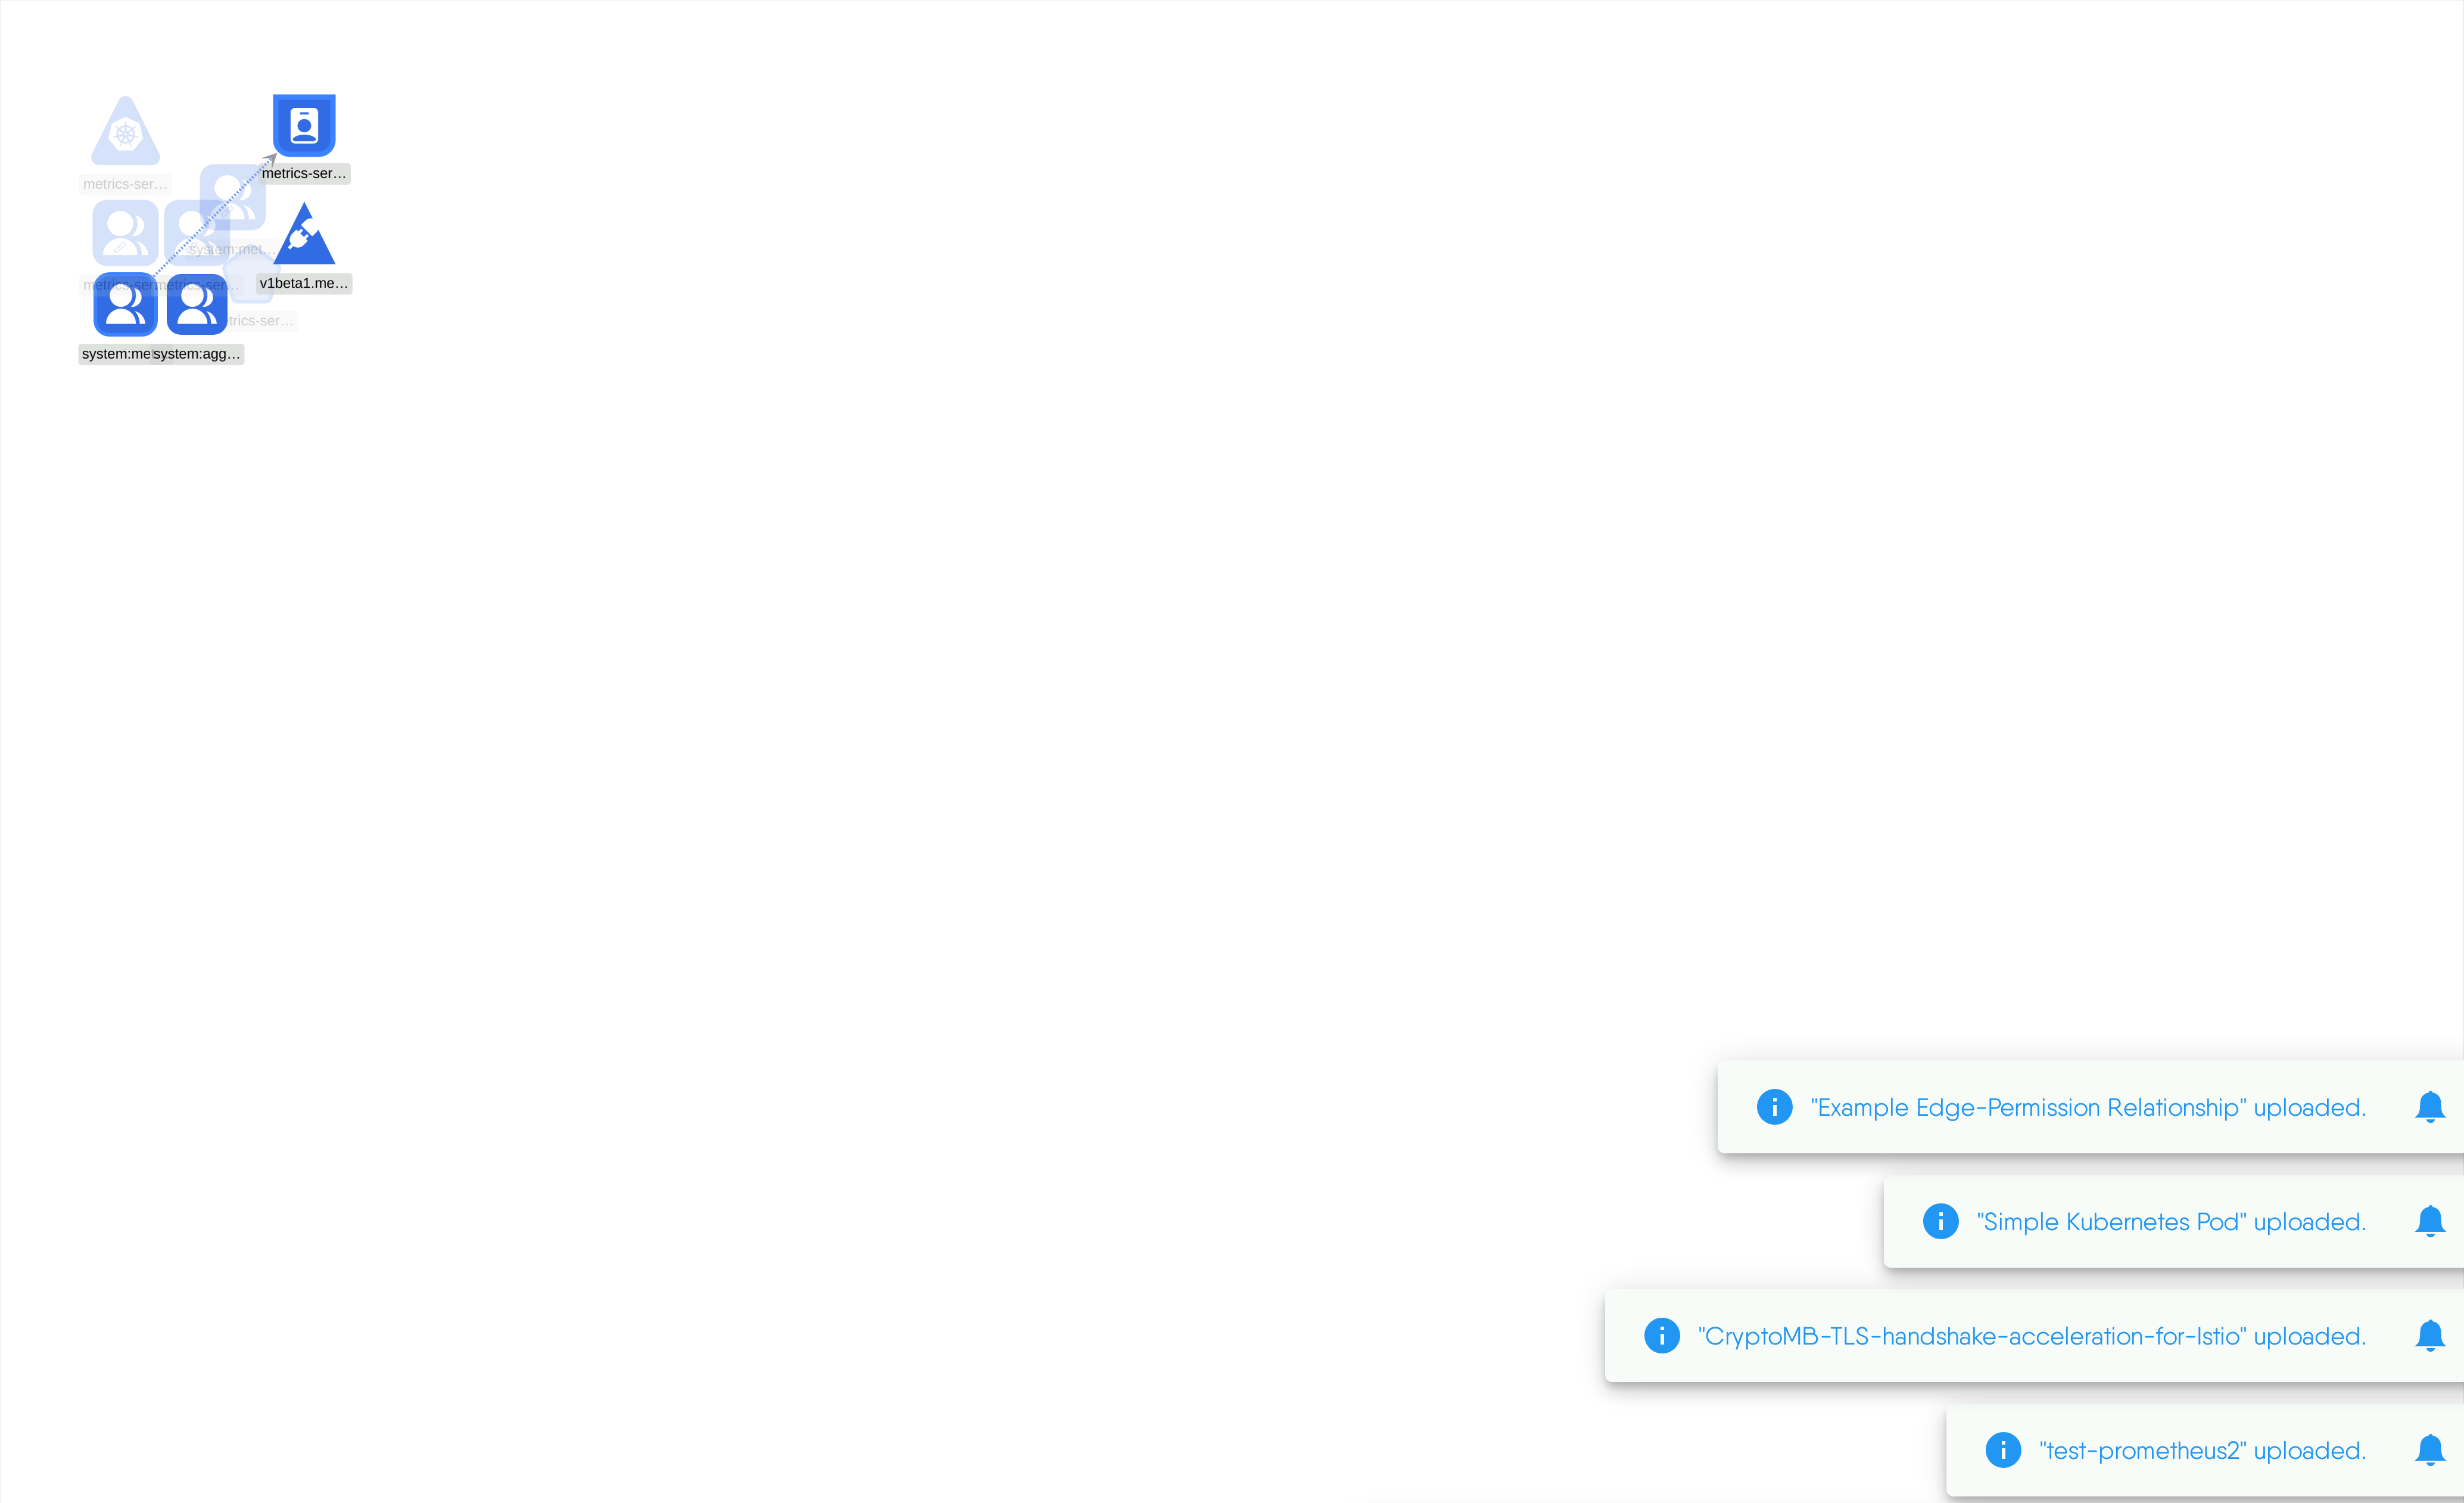 metrics-ser...
metrics-ser...
system:met...
metrics-ser...
metrics-ser...
v1beta1.me...
trics-ser...
system:me
system:agg...
"Example Edge-Permission Relationship" uploaded.
"Simple Kubernetes Pod" uploaded.
"CryptoMB-TLS-handshake-acceleration-for-Istio" uploaded.
"test-prometheus2" uploaded.